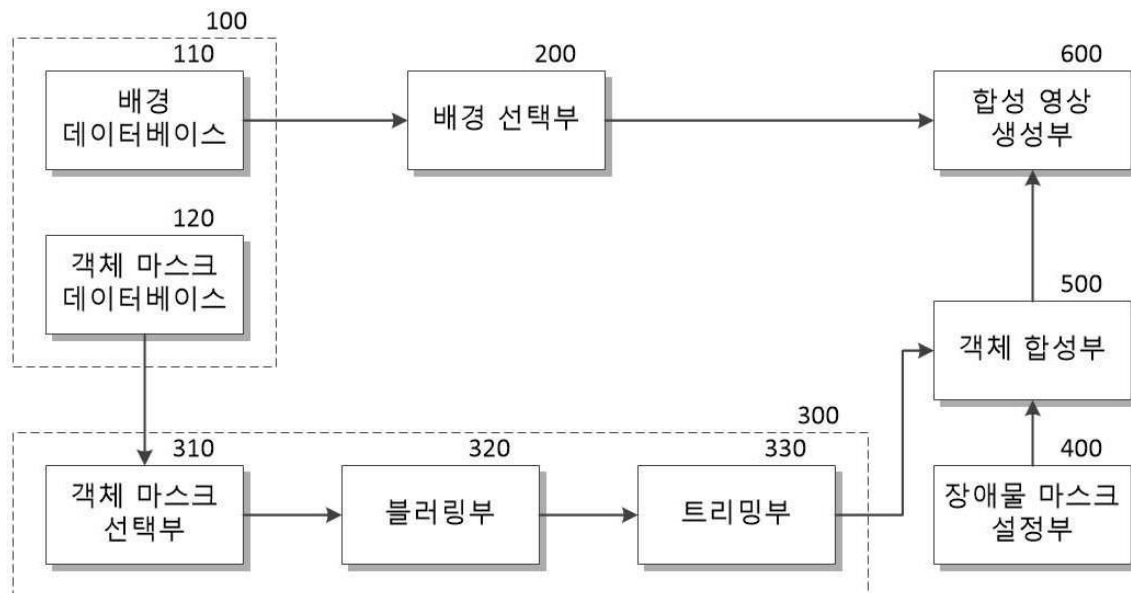 100
110
배경
데이터베이스
200
배경 선택부
600
합성 영상
생성부
120
객체 마스크
데이터베이스
500
객체 합성부
300
310
객체 마스크
선택부
320
블러링부
330
트리밍부
400
장애물 마스크
설정부